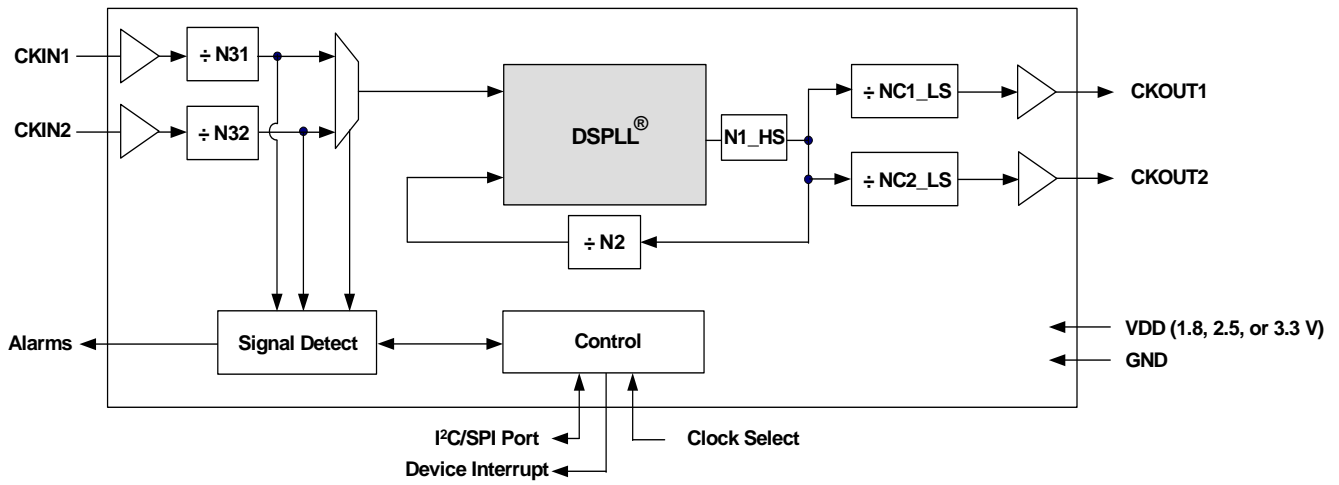 CKIN1
÷ N31
CKIN2
÷ N32
DSPLL®
N1_HS
÷ NC1_LS
CKOUT1
÷ NC2_LS
CKOUT2
÷ N2
Alarms
Signal Detect
Control
VDD (1.8, 2.5, or 3.3 V)
GND
I²C/SPI Port
Clock Select
Device Interrupt